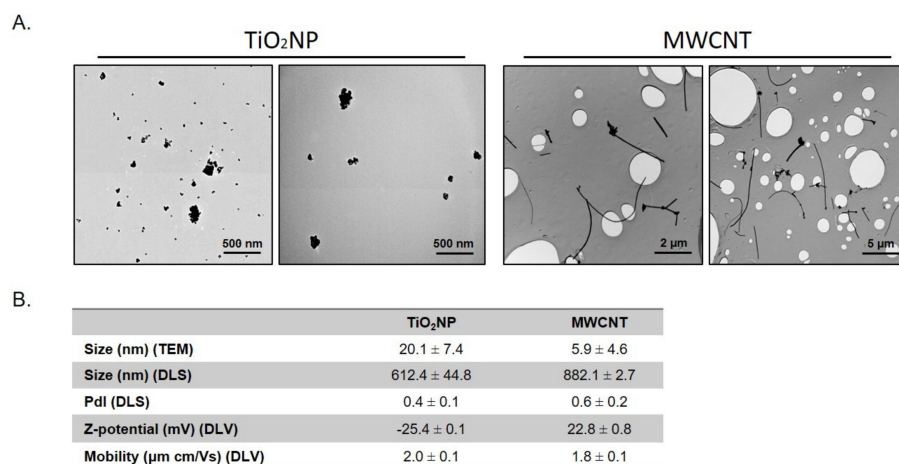 A.
TiO₂NP MWCNT
500 nm 500 nm 2 µm 5 µm
B.
TiO₂NP MWCNT
Size (nm) (TEM) 20.1 ± 7.4 5.9 ± 4.6
Size (nm) (DLS) 612.4 ± 44.8 882.1 ± 2.7
PdI (DLS) 0.4 ± 0.1 0.6 ± 0.2
Z-potential (mV) (DLV) -25.4 ± 0.1 22.8 ± 0.8
Mobility (µm cm/Vs) (DLV) 2.0 ± 0.1 1.8 ± 0.1